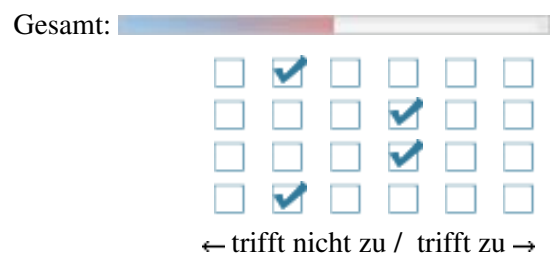 Gesamt:
← trifft nicht zu / trifft zu →